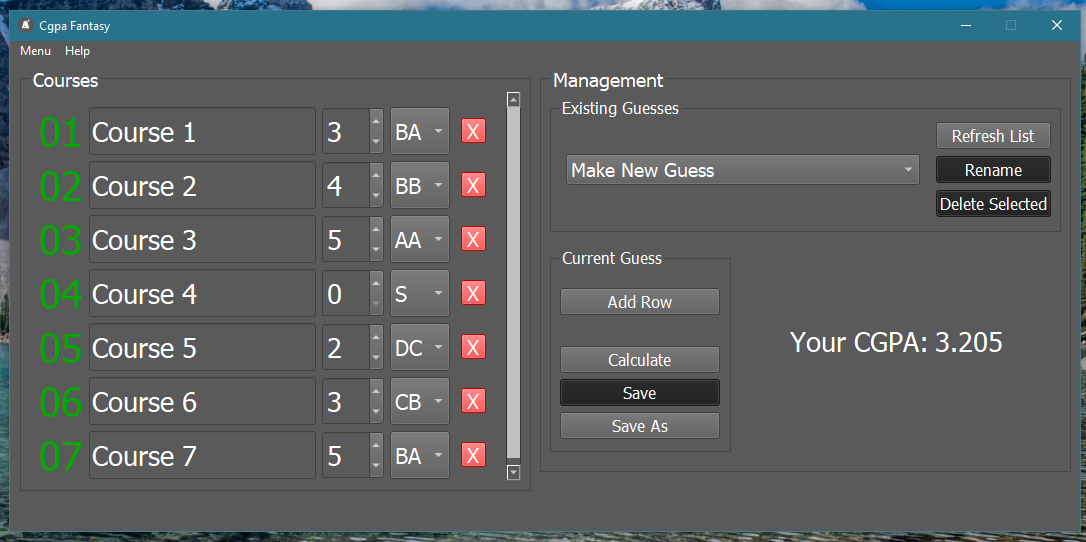 Cgpa Fantasy
Menu Help
Courses
01 Course 1 3 BA X
02 Course 2 4 BB X
03 Course 3 5 AA X
04 Course 4 0 S X
05 Course 5 2 DC X
06 Course 6 3 CB X
07 Course 7 5 BA X
Management
Existing Guesses
Make New Guess
Refresh List
Rename
Delete Selected
Current Guess
Add Row
Calculate
Save
Save As
Your CGPA: 3.205